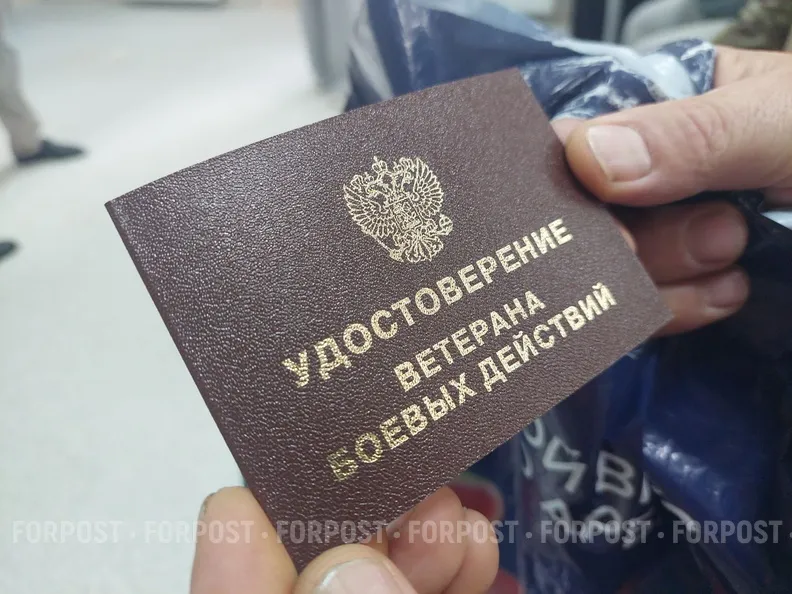 УДОСТОВЕРЕНИЕ
ВЕТЕРАНА
БОЕВЫХ ДЕЙСТВИЙ
FORPOST · FORPOST · FORPOST · FORPOST · FORPOST · FORPOST